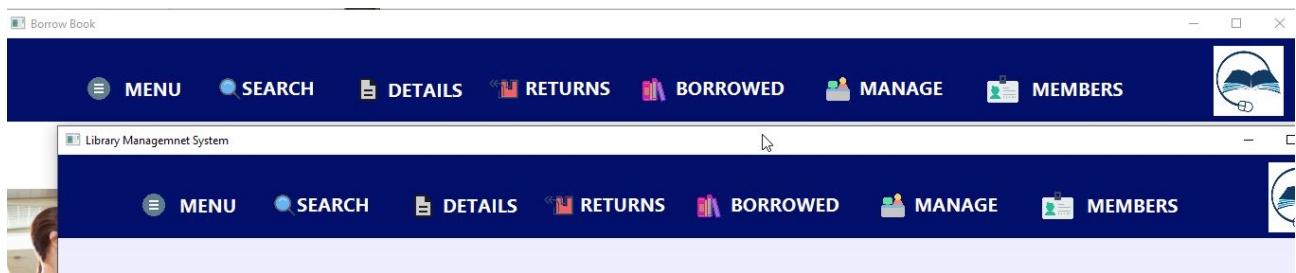 Borrow Book
MENU SEARCH DETAILS RETURNS BORROWED MANAGE MEMBERS
Library Managemnet System
MENU SEARCH DETAILS RETURNS BORROWED MANAGE MEMBERS